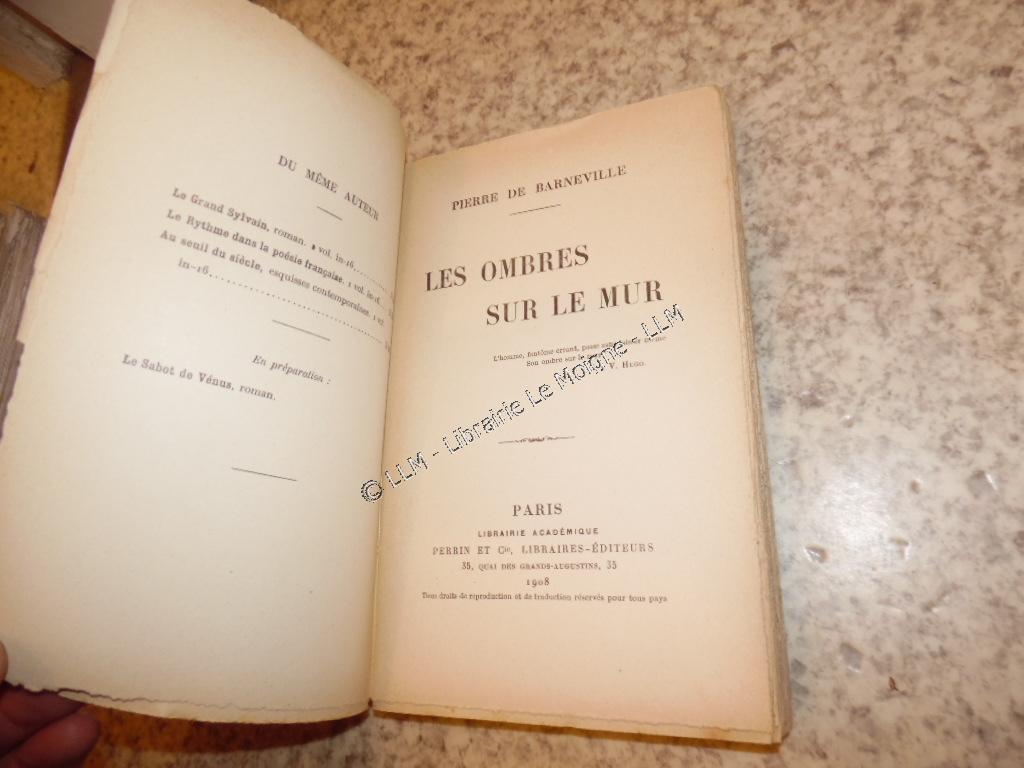 DU MÊME AUTEUR
Le Grand Sylvain, roman. 1 vol. in-16.......
Le Rythme dans la poésie française. 1 vol. in-16.
Au seuil du siècle, esquisses contemporaines. 1 vol.
in-16.......................
En préparation :
Le Sabot de Vénus, roman.
PIERRE DE BARNEVILLE
LES OMBRES
SUR LE MUR
L'homme, fantôme errant, passe sans laisser même
Son ombre sur le
V. HUGO.
PARIS
LIBRAIRIE ACADÉMIQUE
PERRIN ET Cie, LIBRAIRES-ÉDITEURS
35, QUAI DES GRANDS-AUGUSTINS, 35
1908
Tous droits de reproduction et de traduction réservés pour tous pays
© LLM - Librairie Le Moigne - LLM